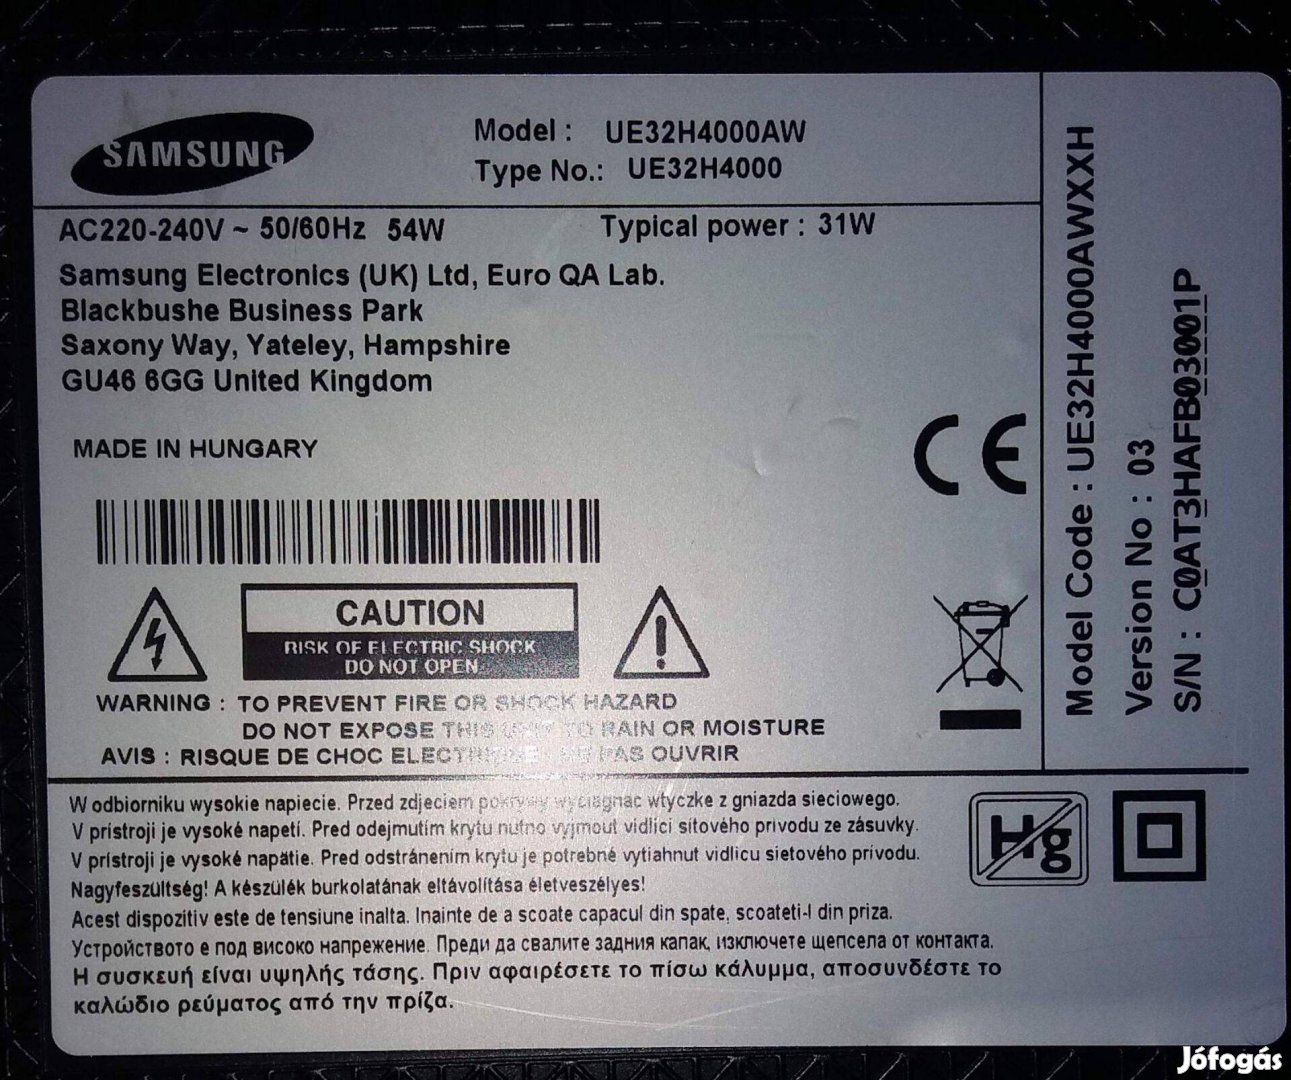 SAMSUNG
Model : UE32H4000AW
Type No.: UE32H4000
AC220-240V ~ 50/60Hz 54W Typical power : 31W
Samsung Electronics (UK) Ltd, Euro QA Lab.
Blackbushe Business Park
Saxony Way, Yateley, Hampshire
GU46 6GG United Kingdom
MADE IN HUNGARY
CE
CAUTION
RISK OF ELECTRIC SHOCK
DO NOT OPEN
WARNING : TO PREVENT FIRE OR SHOCK HAZARD
DO NOT EXPOSE THIS UNIT TO RAIN OR MOISTURE
AVIS : RISQUE DE CHOC ELECTRIQUE NE PAS OUVRIR
W odbiorniku wysokie napiecie. Przed zdjeciem pokrywy wyciagnac wtyczke z gniazda sieciowego.
V prístroji je vysoké napetí. Pred odejmutím krytu nutno vyjmout vidlici sítového prívodu ze zásuvky.
V prístroji je vysoké napätie. Pred odstránením krytu je potrebné vytiahnut vidlicu sietového prívodu.
Nagyfeszültség! A készülék burkolatának eltávolítása életveszélyes!
Acest dispozitiv este de tensiune inalta. Inainte de a scoate capacul din spate, scoateti-l din priza.
Устройството е под високо напрежение. Преди да свалите задния капак, изключете щепсела от контакта.
Η συσκευή είναι υψηλής τάσης. Πριν αφαιρέσετε το πίσω κάλυμμα, αποσυνδέστε το
καλώδιο ρεύματος από την πρίζα.
Hg
Model Code : UE32H4000AWXXH
Version No : 03
S/N : C0AT3HAFB03001P
Jófogás